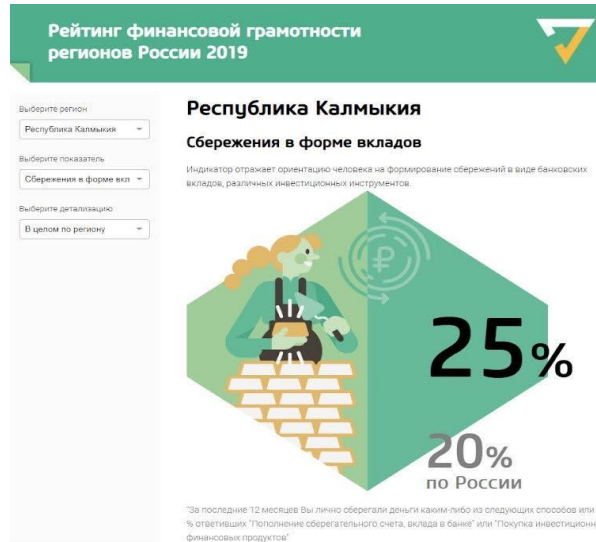 Рейтинг финансовой грамотности
регионов России 2019
Выберите регион
Республика Калмыкия
Выберите показатель
Сбережения в форме вкл
Выберите детализацию
В целом по региону
Республика Калмыкия
Сбережения в форме вкладов
Индикатор отражает ориентацию человека на формирование сбережений в виде банковских
вкладов, различных инвестиционных инструментов.
₽
25%
20%
по России
"За последние 12 месяцев Вы лично сберегали деньги каким-либо из следующих способов или
% ответивших "Пополнение сберегательного счета, вклада в банке" или "Покупка инвестиционн
финансовых продуктов"